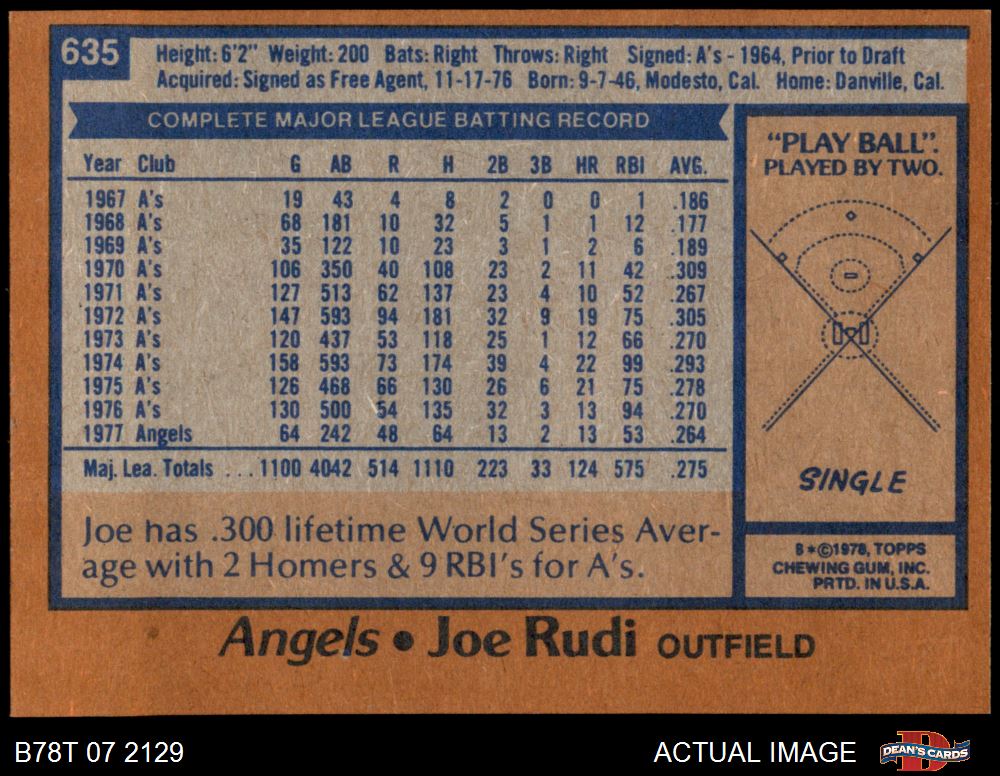 635
Height: 6'2" Weight: 200 Bats: Right Throws: Right Signed: A's - 1964, Prior to Draft
Acquired: Signed as Free Agent, 11-17-76 Born: 9-7-46, Modesto, Cal. Home: Danville, Cal.
COMPLETE MAJOR LEAGUE BATTING RECORD
Year Club G AB R H 2B 3B HR RBI AVG.
1967 A's 19 43 4 8 2 0 0 1 .186
1968 A's 68 181 10 32 5 1 1 12 .177
1969 A's 35 122 10 23 3 1 2 6 .189
1970 A's 106 350 40 108 23 2 11 42 .309
1971 A's 127 513 62 137 23 4 10 52 .267
1972 A's 147 593 94 181 32 9 19 75 .305
1973 A's 120 437 53 118 25 1 12 66 .270
1974 A's 158 593 73 174 39 4 22 99 .293
1975 A's 126 468 66 130 26 6 21 75 .278
1976 A's 130 500 54 135 32 3 13 94 .270
1977 Angels 64 242 48 64 13 2 13 53 .264
Maj. Lea. Totals ... 1100 4042 514 1110 223 33 124 575 .275
Joe has .300 lifetime World Series Aver-
age with 2 Homers & 9 RBI's for A's.
"PLAY BALL".
PLAYED BY TWO.
SINGLE
B*©1978, TOPPS
CHEWING GUM, INC.
PRTD. IN U.S.A.
Angels • Joe Rudi OUTFIELD
B78T 07 2129
ACTUAL IMAGE
D
DEAN'S CARDS